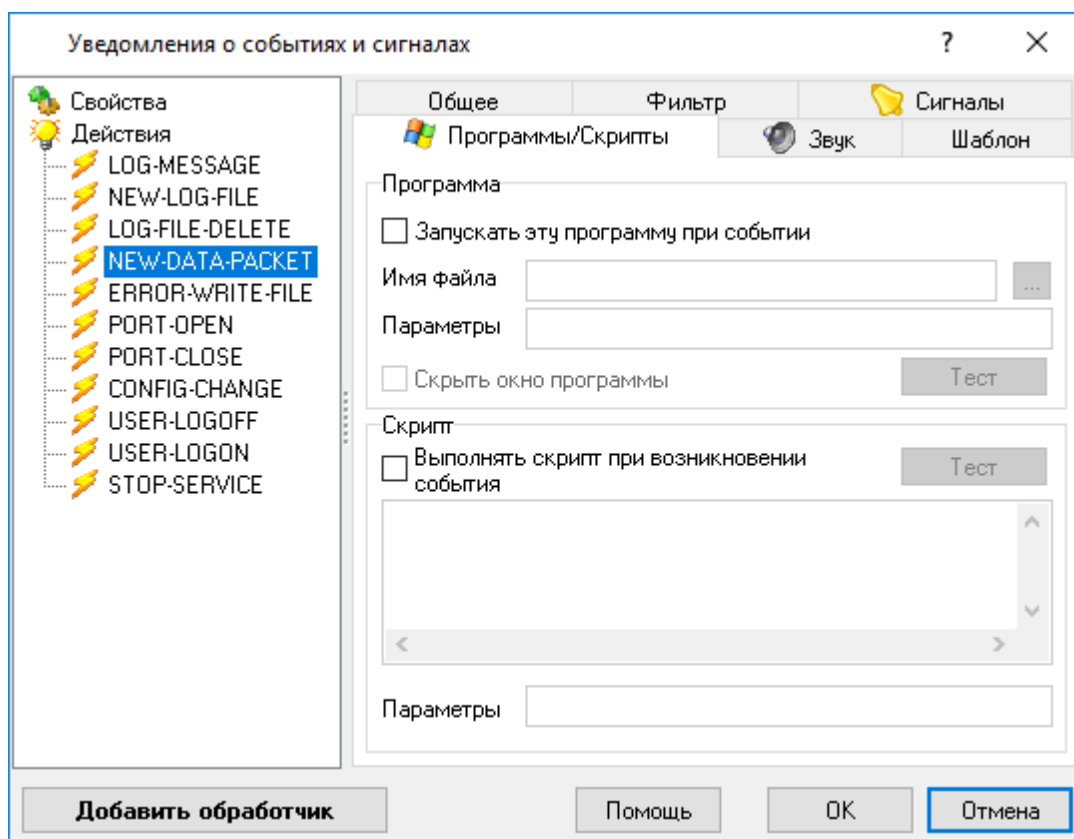 Уведомления о событиях и сигналах
?
Свойства
Действия
LOG-MESSAGE
NEW-LOG-FILE
LOG-FILE-DELETE
NEW-DATA-PACKET
ERROR-WRITE-FILE
PORT-OPEN
PORT-CLOSE
CONFIG-CHANGE
USER-LOGOFF
USER-LOGON
STOP-SERVICE
Общее
Фильтр
Сигналы
Программы/Скрипты
Звук
Шаблон
Программа
Запускать эту программу при событии
Имя файла
...
Параметры
Скрыть окно программы
Тест
Скрипт
Выполнять скрипт при возникновении
события
Тест
Параметры
Добавить обработчик
Помощь
OK
Отмена